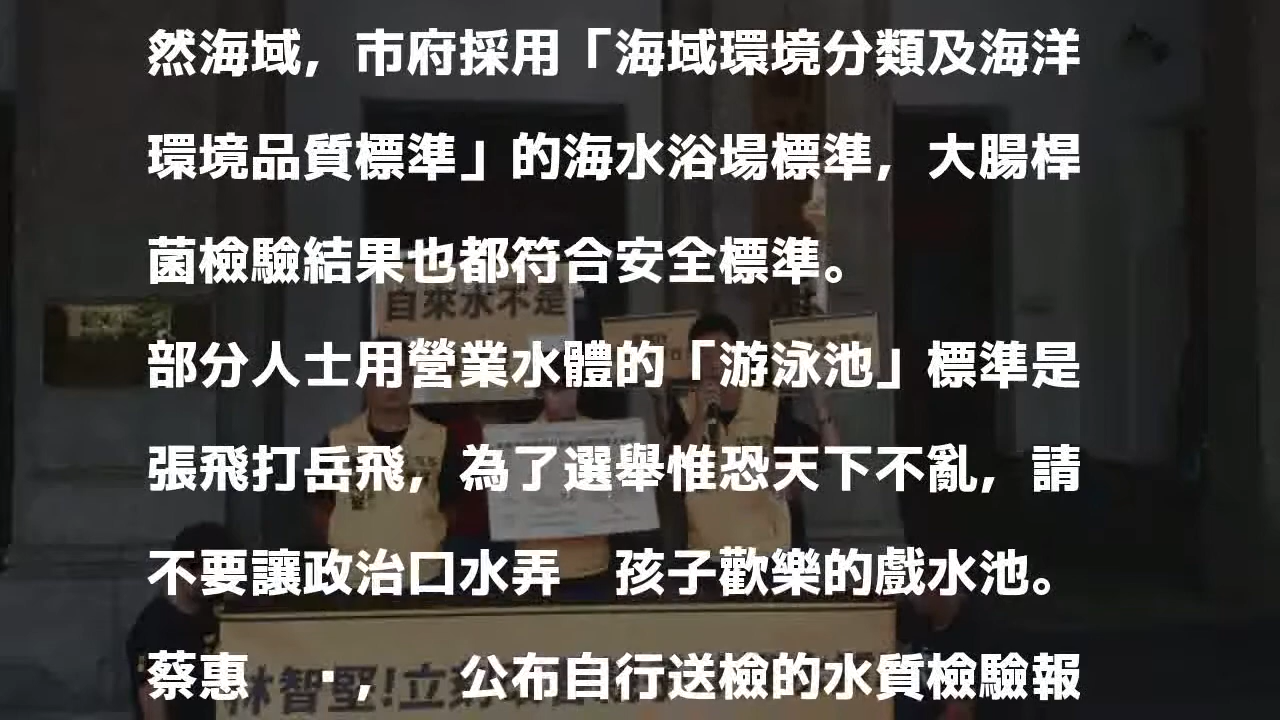 然海域，市府採用「海域環境分類及海洋
環境品質標準」的海水浴場標準，大腸桿
菌檢驗結果也都符合安全標準。
自來水不是
部分人士用營業水體的「游泳池」標準是
張飛打岳飛，為了選舉惟恐天下不亂，請
不要讓政治口水弄　孩子歡樂的戲水池。
蔡惠　·，　公布自行送檢的水質檢驗報
林智堅!立刻